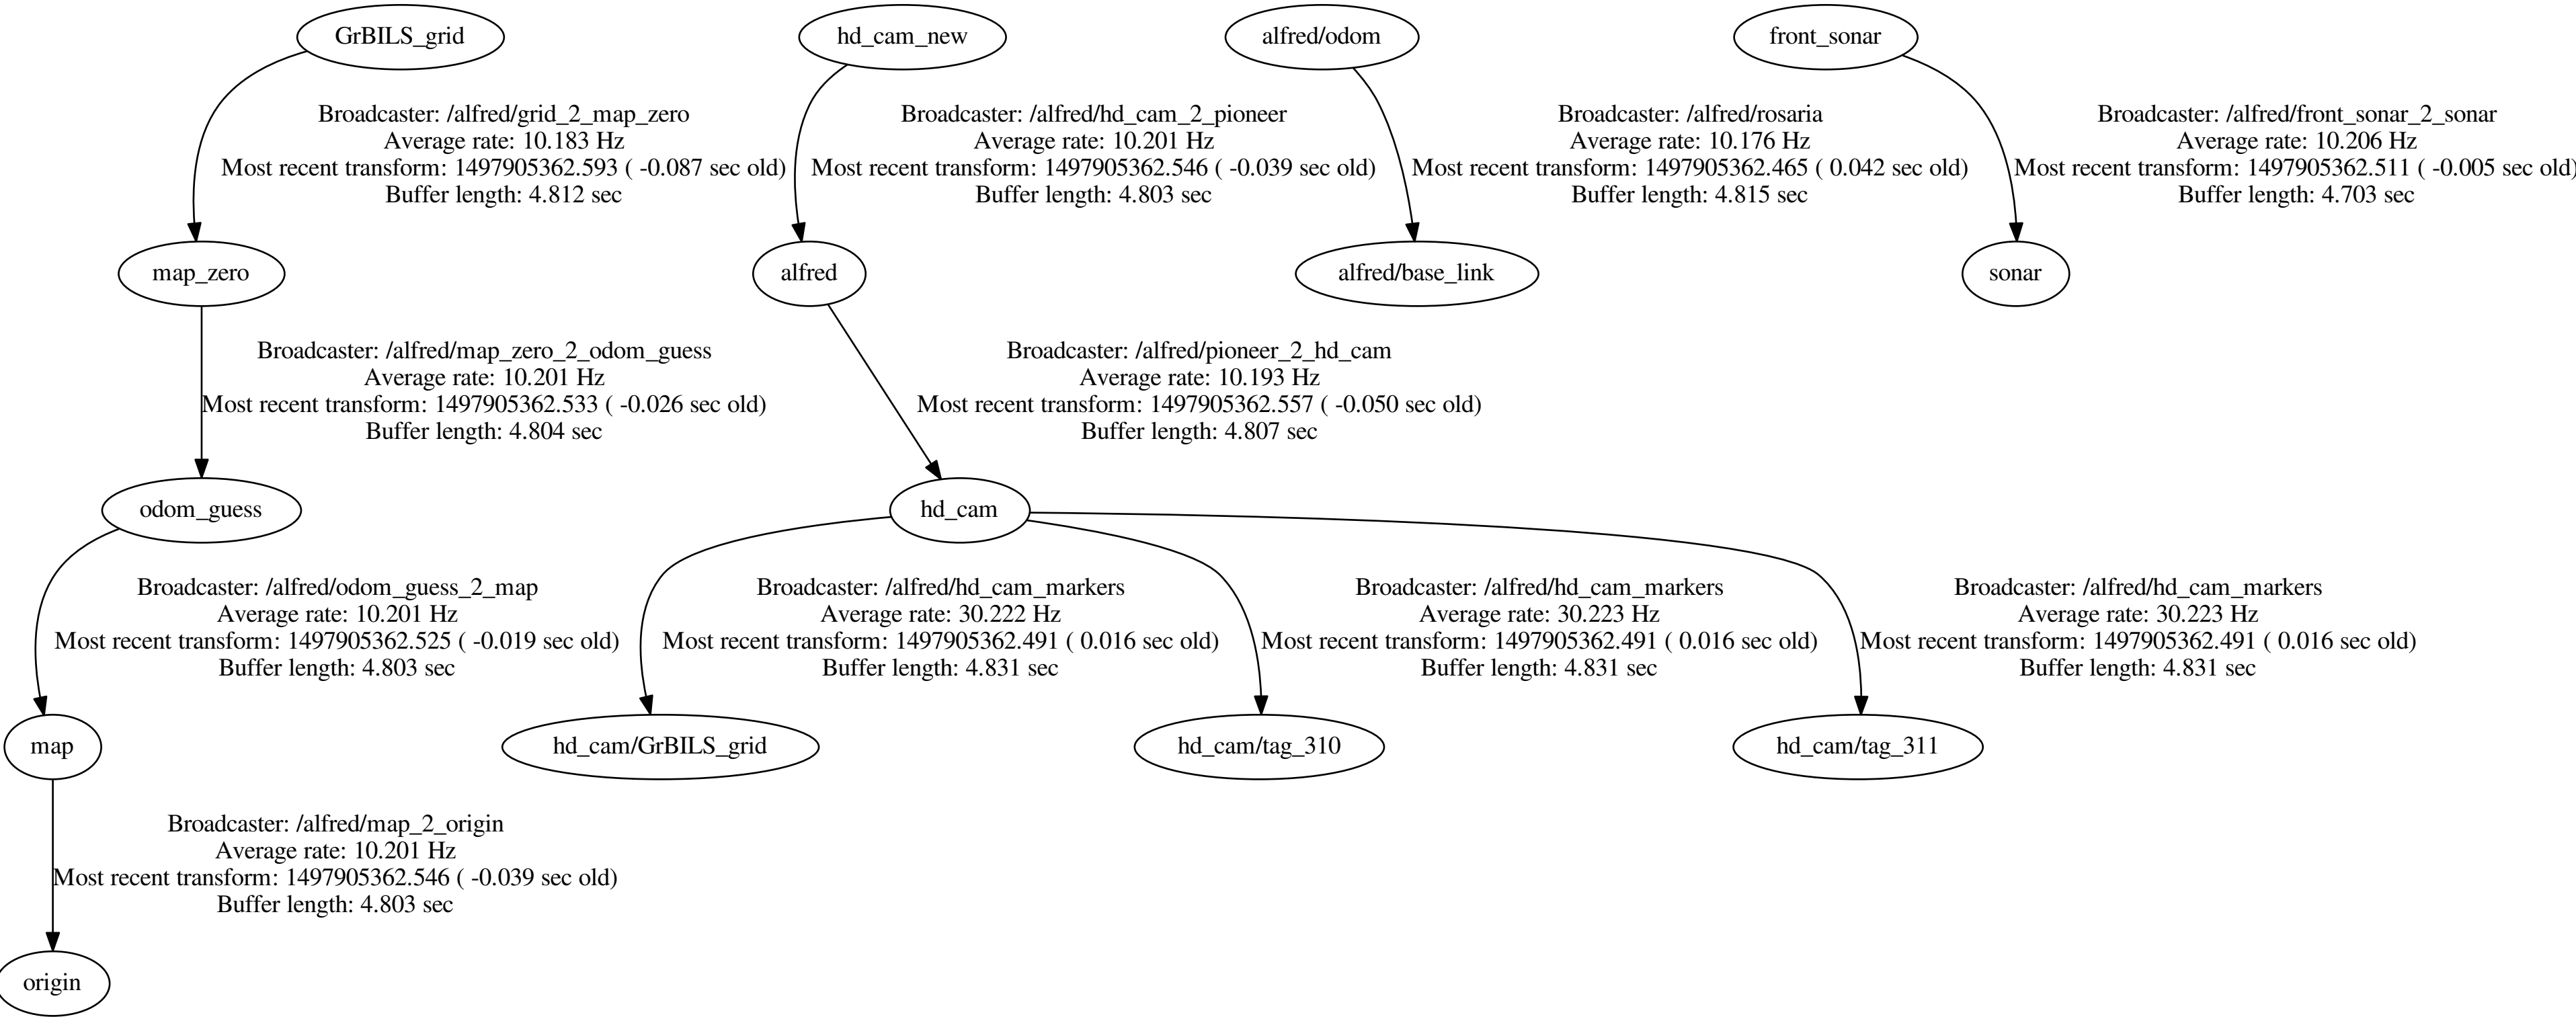 GrBILS_grid
hd_cam_new
alfred/odom
front_sonar
Broadcaster: /alfred/grid_2_map_zero
Average rate: 10.183 Hz
Most recent transform: 1497905362.593 ( -0.087 sec old)
Buffer length: 4.812 sec
Broadcaster: /alfred/hd_cam_2_pioneer
Average rate: 10.201 Hz
Most recent transform: 1497905362.546 ( -0.039 sec old)
Buffer length: 4.803 sec
Broadcaster: /alfred/rosaria
Average rate: 10.176 Hz
Most recent transform: 1497905362.465 ( 0.042 sec old)
Buffer length: 4.815 sec
Broadcaster: /alfred/front_sonar_2_sonar
Average rate: 10.206 Hz
Most recent transform: 1497905362.511 ( -0.005 sec old)
Buffer length: 4.703 sec
map_zero
alfred
alfred/base_link
sonar
Broadcaster: /alfred/map_zero_2_odom_guess
Average rate: 10.201 Hz
Most recent transform: 1497905362.533 ( -0.026 sec old)
Buffer length: 4.804 sec
Broadcaster: /alfred/pioneer_2_hd_cam
Average rate: 10.193 Hz
Most recent transform: 1497905362.557 ( -0.050 sec old)
Buffer length: 4.807 sec
odom_guess
hd_cam
Broadcaster: /alfred/odom_guess_2_map
Average rate: 10.201 Hz
Most recent transform: 1497905362.525 ( -0.019 sec old)
Buffer length: 4.803 sec
Broadcaster: /alfred/hd_cam_markers
Average rate: 30.222 Hz
Most recent transform: 1497905362.491 ( 0.016 sec old)
Buffer length: 4.831 sec
Broadcaster: /alfred/hd_cam_markers
Average rate: 30.223 Hz
Most recent transform: 1497905362.491 ( 0.016 sec old)
Buffer length: 4.831 sec
Broadcaster: /alfred/hd_cam_markers
Average rate: 30.223 Hz
Most recent transform: 1497905362.491 ( 0.016 sec old)
Buffer length: 4.831 sec
map
hd_cam/GrBILS_grid
hd_cam/tag_310
hd_cam/tag_311
Broadcaster: /alfred/map_2_origin
Average rate: 10.201 Hz
Most recent transform: 1497905362.546 ( -0.039 sec old)
Buffer length: 4.803 sec
origin